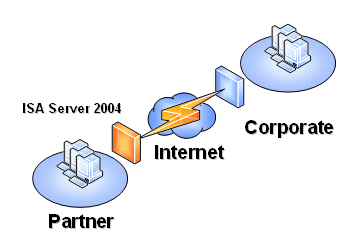 ISA Server 2004
Corporate
Internet
Partner